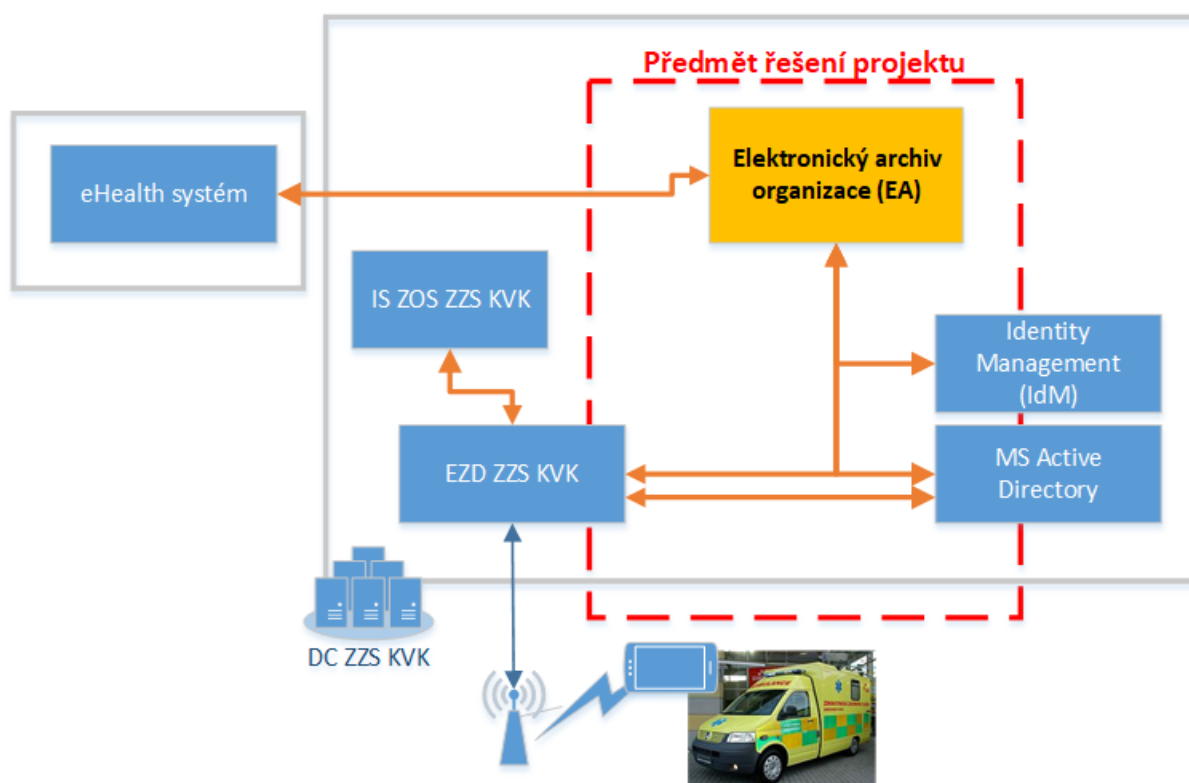 Předmět řešení projektu
Elektronický archiv
organizace (EA)
eHealth systém
IS ZOS ZZS KVK
Identity
Management
(IdM)
EZD ZZS KVK
MS Active
Directory
DC ZZS KVK